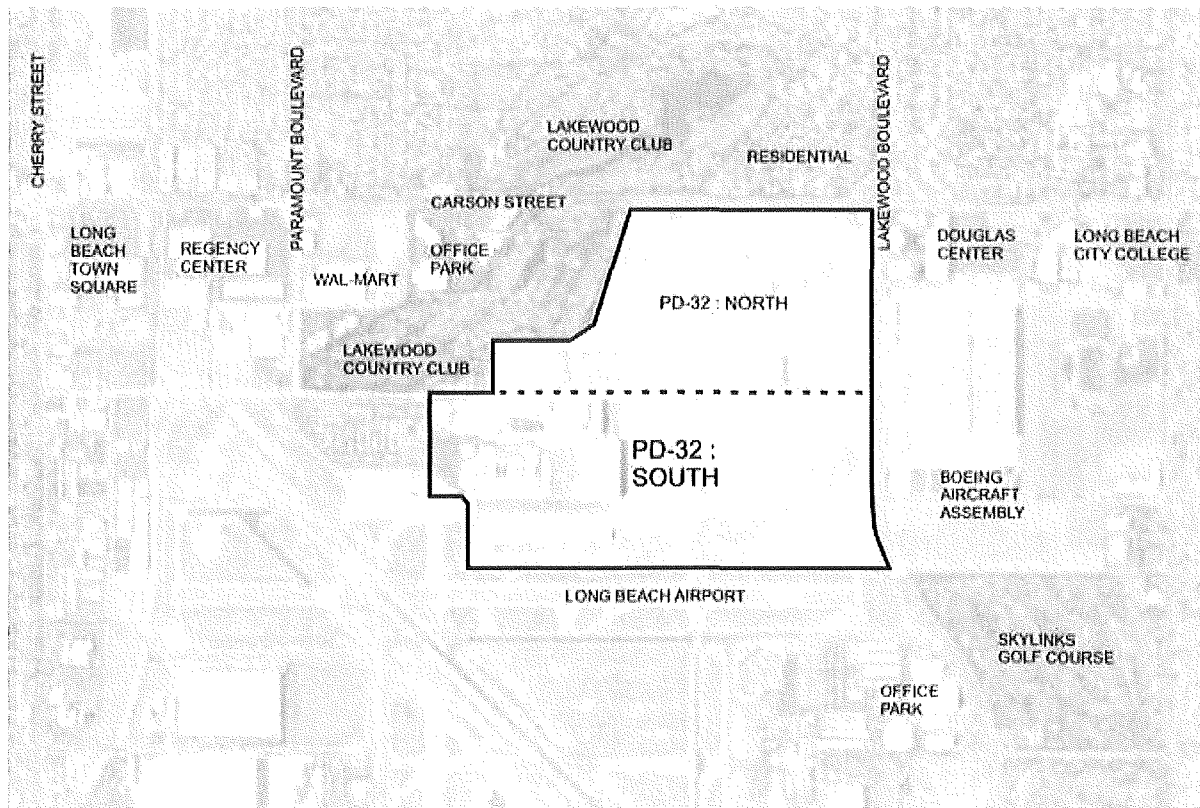 CHERRY STREET
PARAMOUNT BOULEVARD
LAKEWOOD BOULEVARD
LAKEWOOD
COUNTRY CLUB
RESIDENTIAL
CARSON STREET
LONG
BEACH
TOWN
SQUARE
REGENCY
CENTER
WAL-MART
OFFICE
PARK
DOUGLAS
CENTER
LONG BEACH
CITY COLLEGE
PD-32 : NORTH
LAKEWOOD
COUNTRY CLUB
PD-32 :
SOUTH
BOEING
AIRCRAFT
ASSEMBLY
LONG BEACH AIRPORT
SKYLINKS
GOLF COURSE
OFFICE
PARK